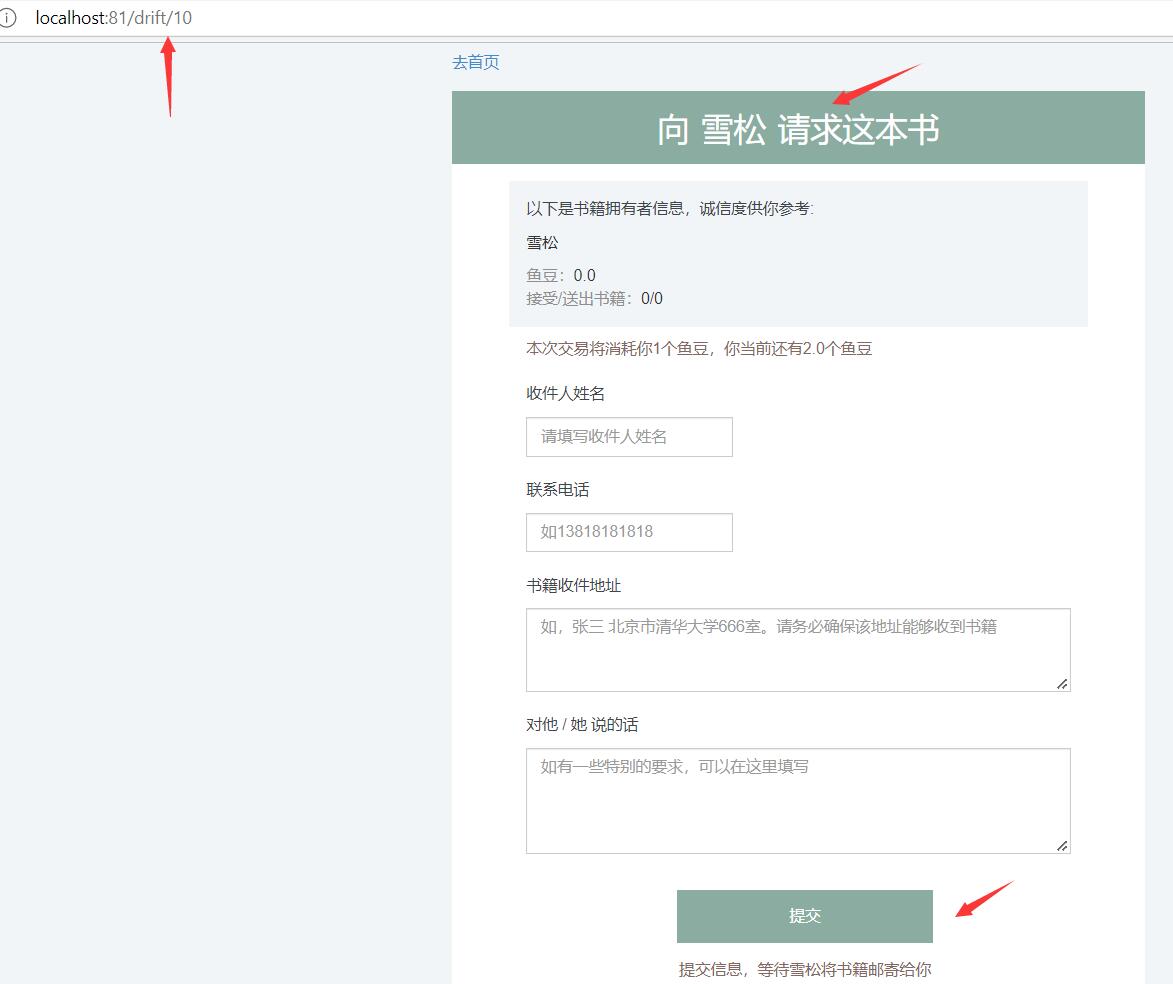 localhost:81/drift/10
去首页
向 雪松 请求这本书
以下是书籍拥有者信息，诚信度供你参考:
雪松
鱼豆：0.0
接受/送出书籍：0/0
本次交易将消耗你1个鱼豆，你当前还有2.0个鱼豆
收件人姓名
请填写收件人姓名
联系电话
如13818181818
书籍收件地址
如，张三 北京市清华大学666室。请务必确保该地址能够收到书籍
对他 / 她 说的话
如有一些特别的要求，可以在这里填写
提交
提交信息，等待雪松将书籍邮寄给你